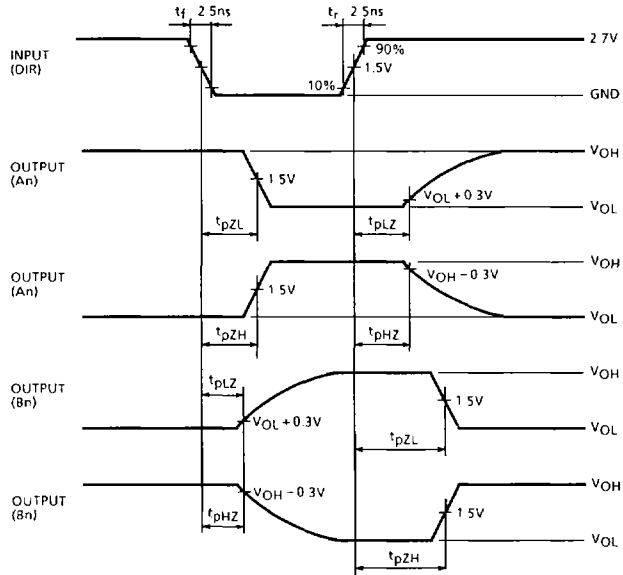 tf 2 5ns
tr 2 5ns
INPUT
(DIR)
2 7V
90%
1.5V
10%
GND
OUTPUT
(An)
VOH
1 5V
VOL + 0 3V
VOL
tpZL
tpLZ
OUTPUT
(An)
VOH
VOH – 0 3V
1 5V
VOL
tpZH
tpHZ
OUTPUT
(Bn)
tpLZ
VOH
1 5V
VOL + 0.3V
VOL
tpZL
OUTPUT
(Bn)
VOH
VOH – 0 3V
1 5V
tpHZ
VOL
tpZH